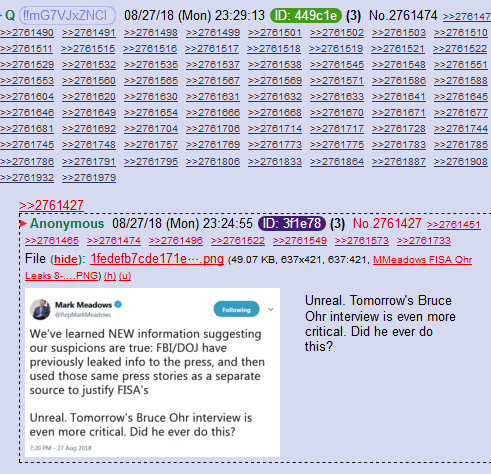 Q !!mG7VJxZNCI 08/27/18 (Mon) 23:29:13 ID: 449c1e (3) No.2761474 >>276147
>>2761490 >>2761491 >>2761498 >>2761499 >>2761501 >>2761502 >>2761503 >>2761510
>>2761511 >>2761515 >>2761516 >>2761516 >>2761518 >>2761519 >>2761521 >>2761522
>>2761529 >>2761532 >>2761535 >>2761540 >>2761542 >>2761545 >>2761548 >>2761551
>>2761553 >>2761560 >>2761565 >>2761567 >>2761569 >>2761571 >>2761586 >>2761588
>>2761604 >>2761620 >>2761630 >>2761631 >>2761632 >>2761633 >>2761641 >>2761645
>>2761646 >>2761649 >>2761654 >>2761666 >>2761668 >>2761670 >>2761671 >>2761677
>>2761681 >>2761692 >>2761704 >>2761706 >>2761714 >>2761717 >>2761728 >>2761744
>>2761745 >>2761748 >>2761757 >>2761769 >>2761775 >>2761775 >>2761783 >>2761785
>>2761786 >>2761791 >>2761795 >>2761806 >>2761833 >>2761864 >>2761887 >>2761908
>>2761932 >>2761979
>>2761427
Anonymous 08/27/18 (Mon) 23:24:55 ID: 3f1e78 (3) No.2761427 >>2761451
>>2761465 >>2761474 >>2761496 >>2761522 >>2761549 >>2761573 >>2761733
File (hide): 1fedefb7cde171e⋯.png (49.07 KB, 637x421, 637:421, MMeadows FISA Ohr
Leaks 8-….PNG) (h) (u)
Mark Meadows
@RepMarkMeadows
Following
We've learned NEW information suggesting
our suspicions are true: FBI/DOJ have
previously leaked info to the press, and then
used those same press stories as a separate
source to justify FISA's
Unreal. Tomorrow's Bruce Ohr interview is
even more critical. Did he ever do this?
7:20 PM - 27 Aug 2018
Unreal. Tomorrow's Bruce
Ohr interview is even more
critical. Did he ever do
this?